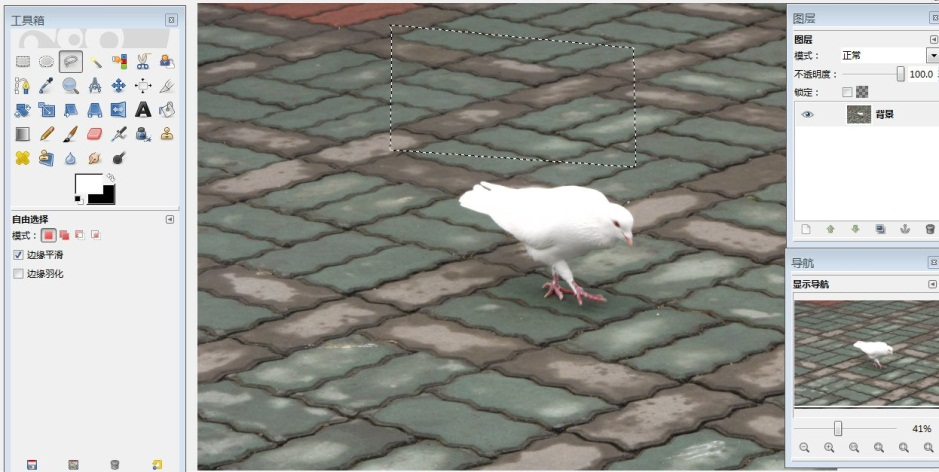 工具箱
自由选择
模式：
边缘平滑
边缘羽化
图层
图层
模式： 正常
不透明度： 100.0
锁定：
背景
导航
显示导航
41%